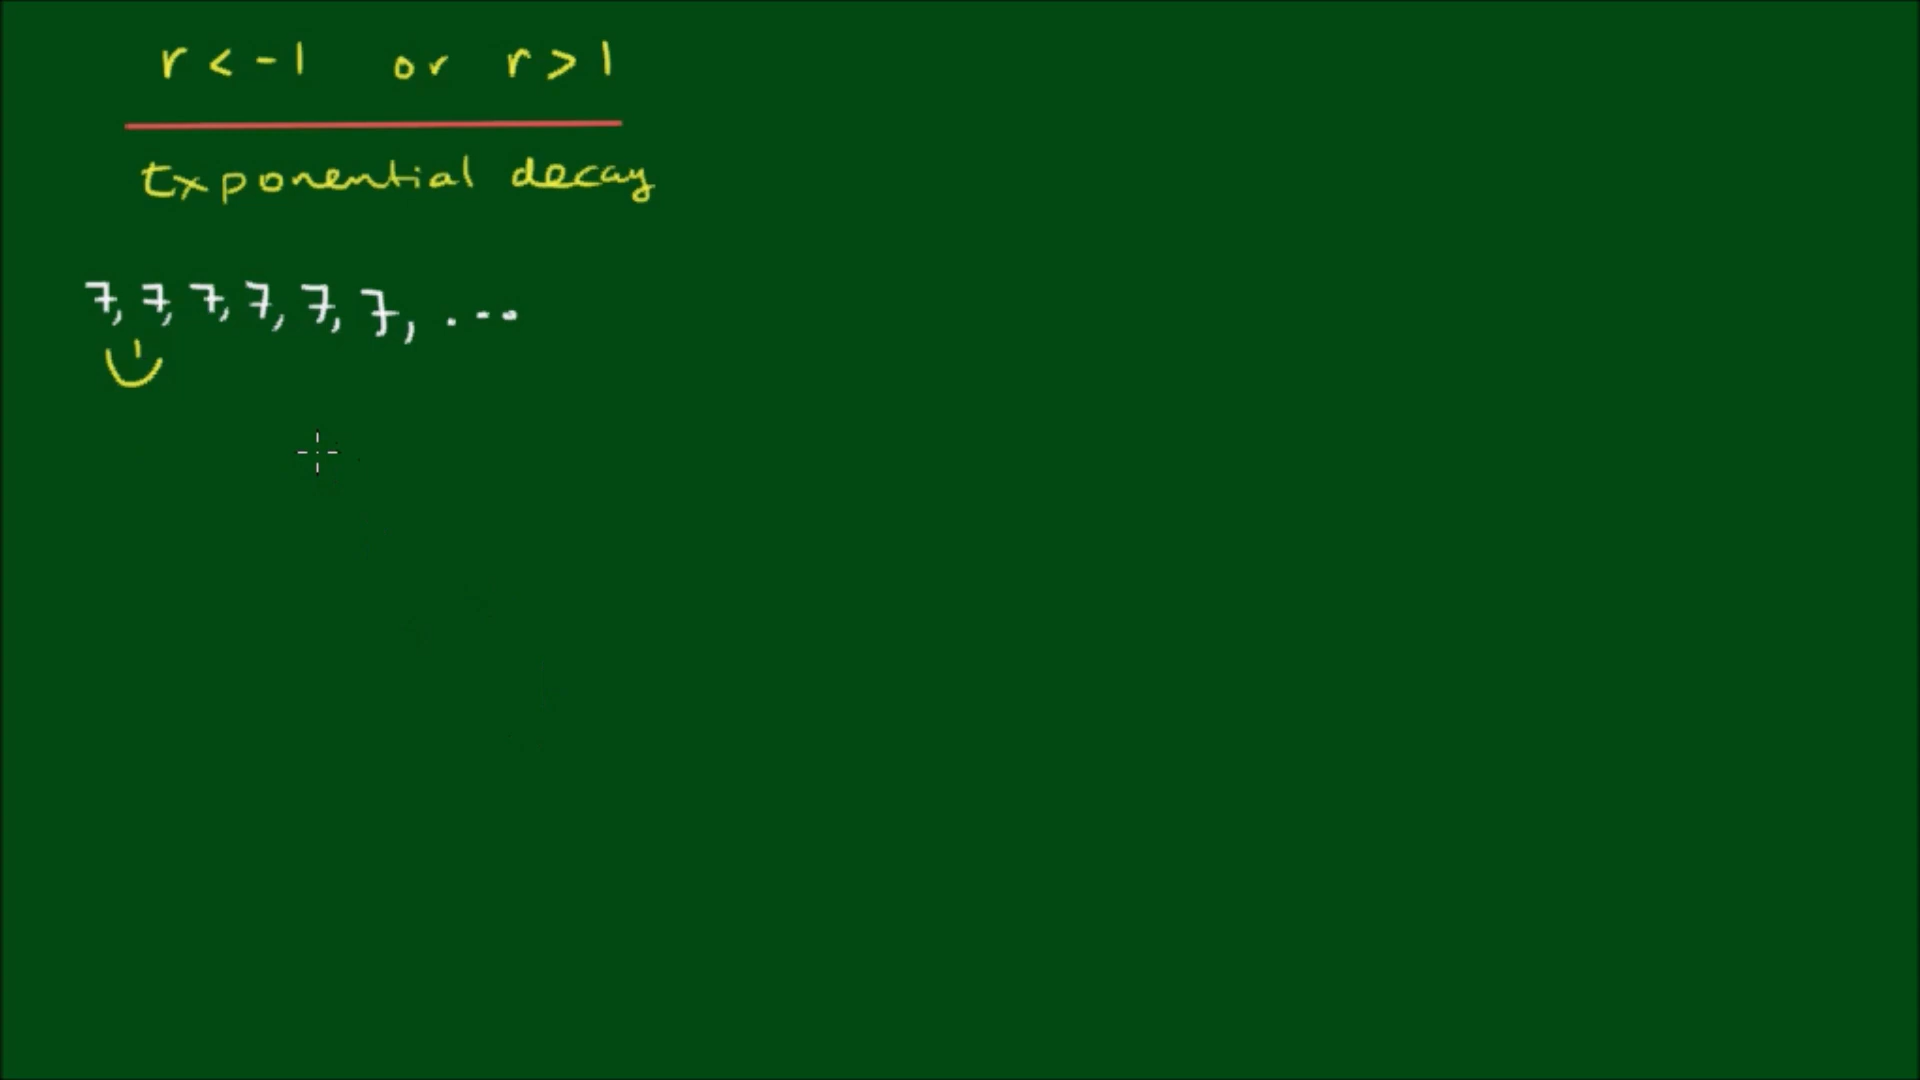 r < -1 or r > 1
Exponential decay
7, 7, 7, 7, 7, 7, ...
1